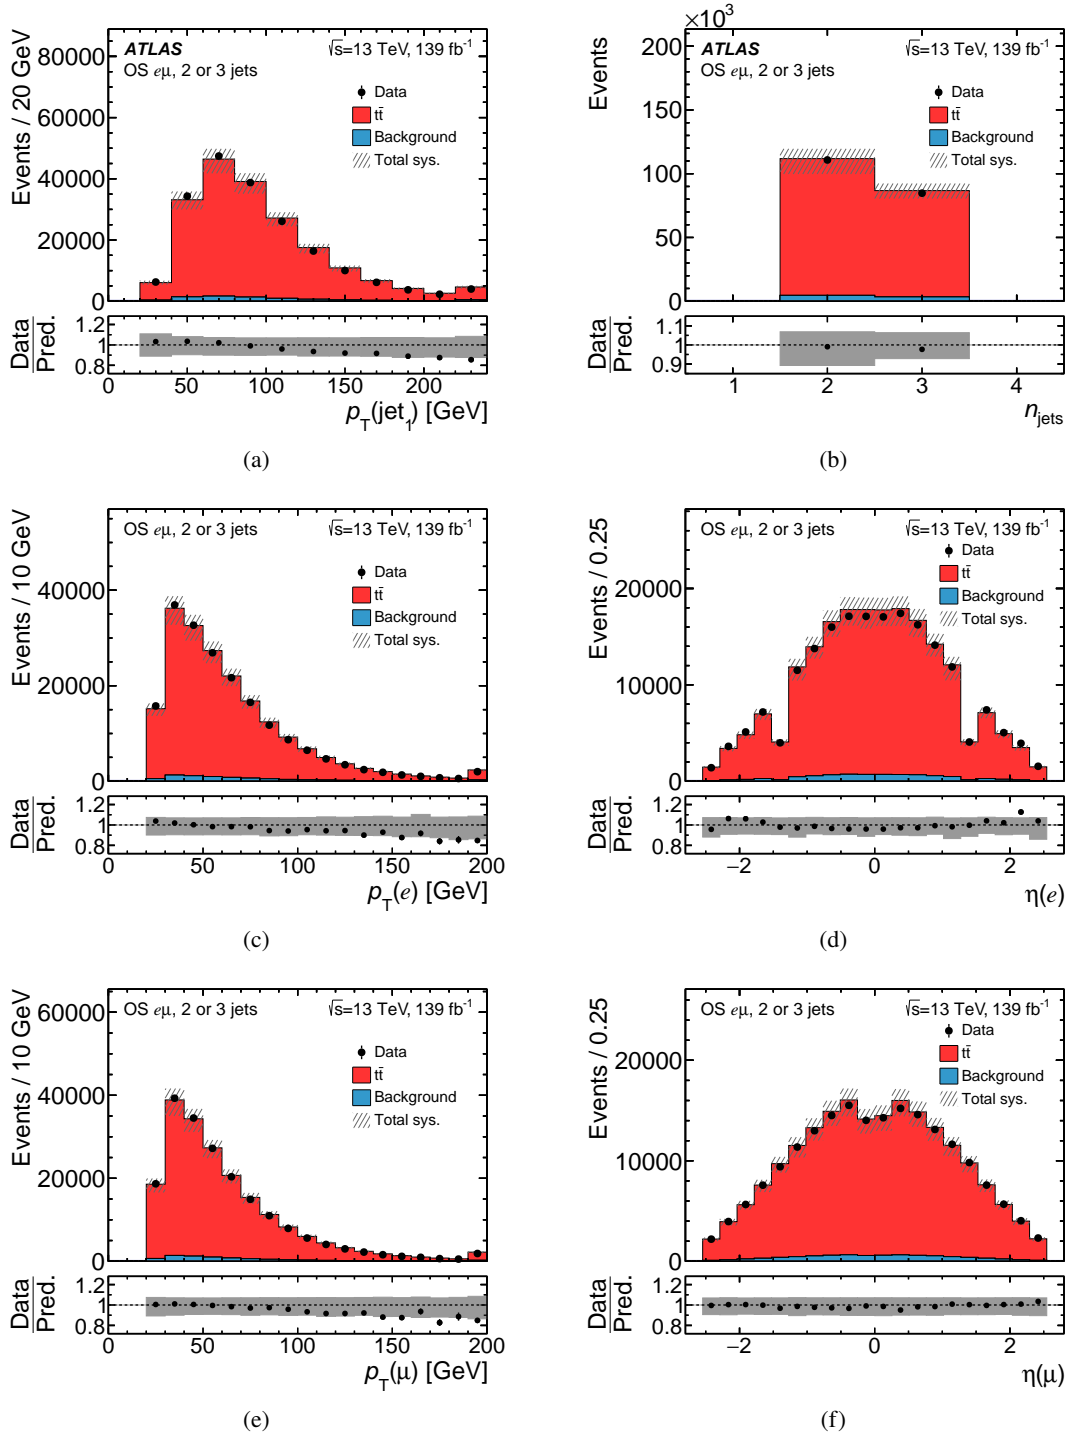 ATLAS √s=13 TeV, 139 fb⁻¹
OS eμ, 2 or 3 jets
Data
tt̄
Background
Total sys.
Events / 20 GeV
80000
60000
40000
20000
0
Data
Pred.
1.2
1
0.8
0 50 100 150 200
p_T(jet_1) [GeV]
(a)
×10³
ATLAS √s=13 TeV, 139 fb⁻¹
OS eμ, 2 or 3 jets
Data
tt̄
Background
Total sys.
Events
200
150
100
50
0
Data
Pred.
1.1
1
0.9
1 2 3 4
n_jets
(b)
OS eμ, 2 or 3 jets √s=13 TeV, 139 fb⁻¹
Data
tt̄
Background
Total sys.
Events / 10 GeV
40000
20000
0
Data
Pred.
1.2
1
0.8
0 50 100 150 200
p_T(e) [GeV]
(c)
OS eμ, 2 or 3 jets √s=13 TeV, 139 fb⁻¹
Data
tt̄
Background
Total sys.
Events / 0.25
20000
10000
0
Data
Pred.
1.2
1
0.8
−2 0 2
η(e)
(d)
OS eμ, 2 or 3 jets √s=13 TeV, 139 fb⁻¹
Data
tt̄
Background
Total sys.
Events / 10 GeV
60000
40000
20000
0
Data
Pred.
1.2
1
0.8
0 50 100 150 200
p_T(μ) [GeV]
(e)
OS eμ, 2 or 3 jets √s=13 TeV, 139 fb⁻¹
Data
tt̄
Background
Total sys.
Events / 0.25
20000
10000
0
Data
Pred.
1.2
1
0.8
−2 0 2
η(μ)
(f)